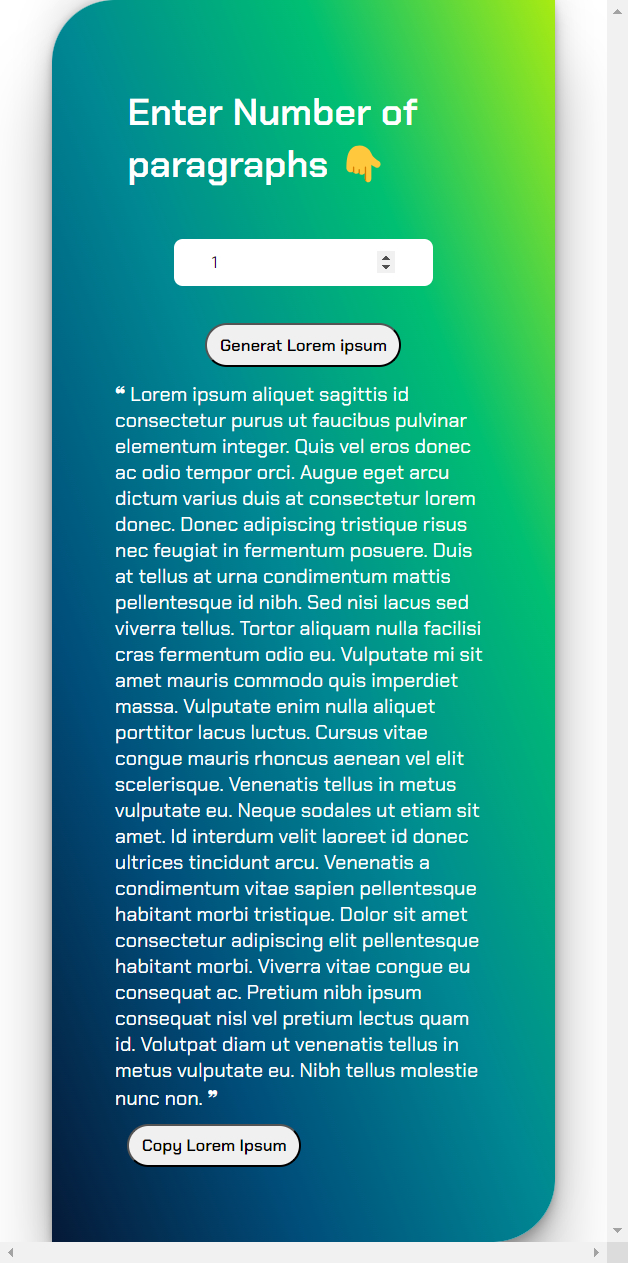 Enter Number of
paragraphs 👇
1
Generat Lorem ipsum
❝ Lorem ipsum aliquet sagittis id
consectetur purus ut faucibus pulvinar
elementum integer. Quis vel eros donec
ac odio tempor orci. Augue eget arcu
dictum varius duis at consectetur lorem
donec. Donec adipiscing tristique risus
nec feugiat in fermentum posuere. Duis
at tellus at urna condimentum mattis
pellentesque id nibh. Sed nisi lacus sed
viverra tellus. Tortor aliquam nulla facilisi
cras fermentum odio eu. Vulputate mi sit
amet mauris commodo quis imperdiet
massa. Vulputate enim nulla aliquet
porttitor lacus luctus. Cursus vitae
congue mauris rhoncus aenean vel elit
scelerisque. Venenatis tellus in metus
vulputate eu. Neque sodales ut etiam sit
amet. Id interdum velit laoreet id donec
ultrices tincidunt arcu. Venenatis a
condimentum vitae sapien pellentesque
habitant morbi tristique. Dolor sit amet
consectetur adipiscing elit pellentesque
habitant morbi. Viverra vitae congue eu
consequat ac. Pretium nibh ipsum
consequat nisl vel pretium lectus quam
id. Volutpat diam ut venenatis tellus in
metus vulputate eu. Nibh tellus molestie
nunc non. ❞
Copy Lorem Ipsum